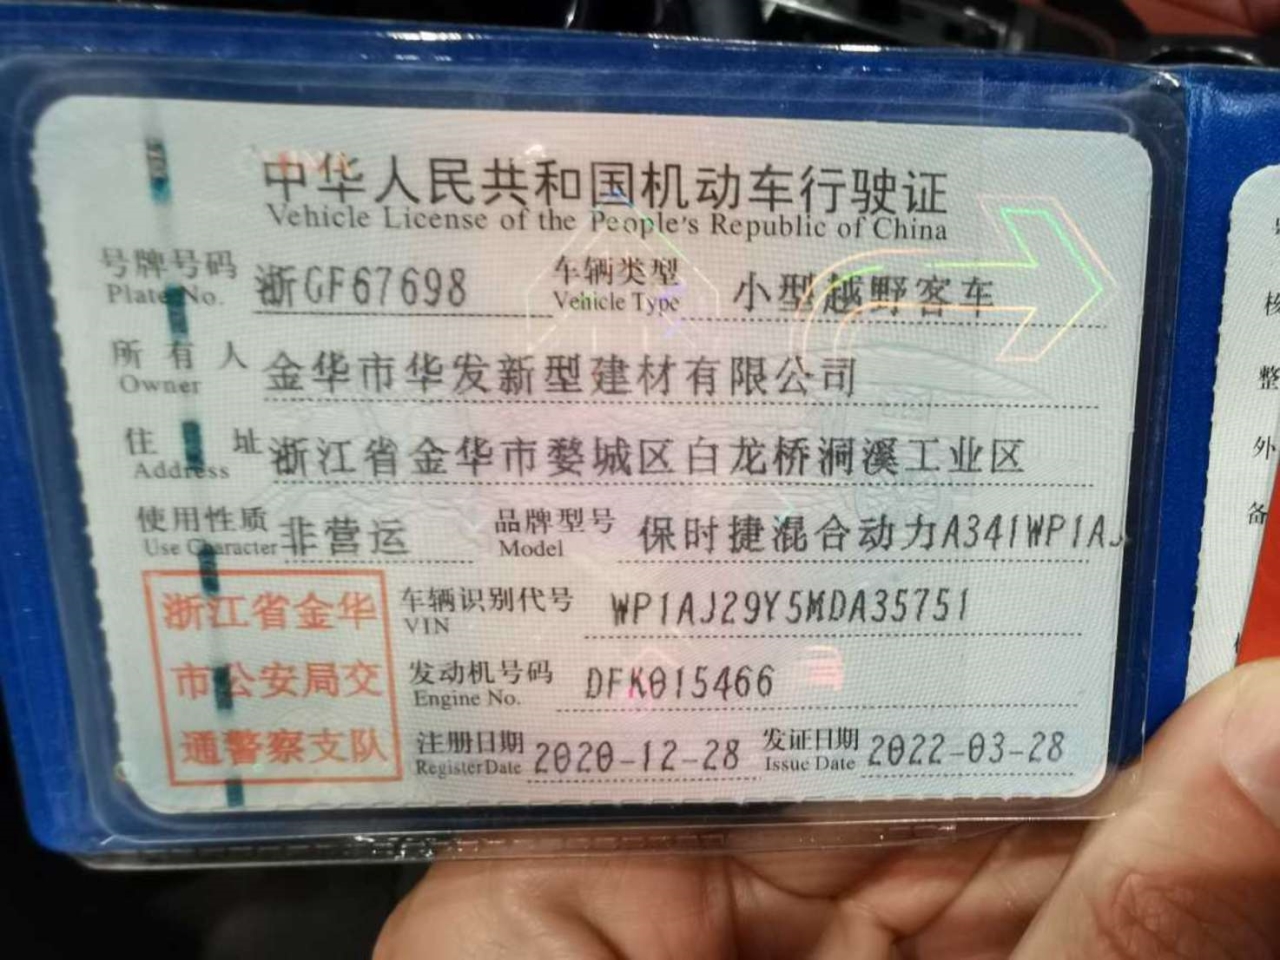 中华人民共和国机动车行驶证
Vehicle License of the People's Republic of China
号牌号码 浙GF67698 车辆类型 小型越野客车
Plate No. Vehicle Type
所有人 金华市华发新型建材有限公司
Owner
住址 浙江省金华市婺城区白龙桥涧溪工业区
Address
使用性质 非营运 品牌型号 保时捷混合动力A341WP1AJ
Use Character Model
浙江省金华
市公安局交
通警察支队
车辆识别代号 WP1AJ29Y5MDA35751
VIN
发动机号码 DFK015466
Engine No.
注册日期 2020-12-28 发证日期 2022-03-28
Register Date Issue Date
核
整
外
备